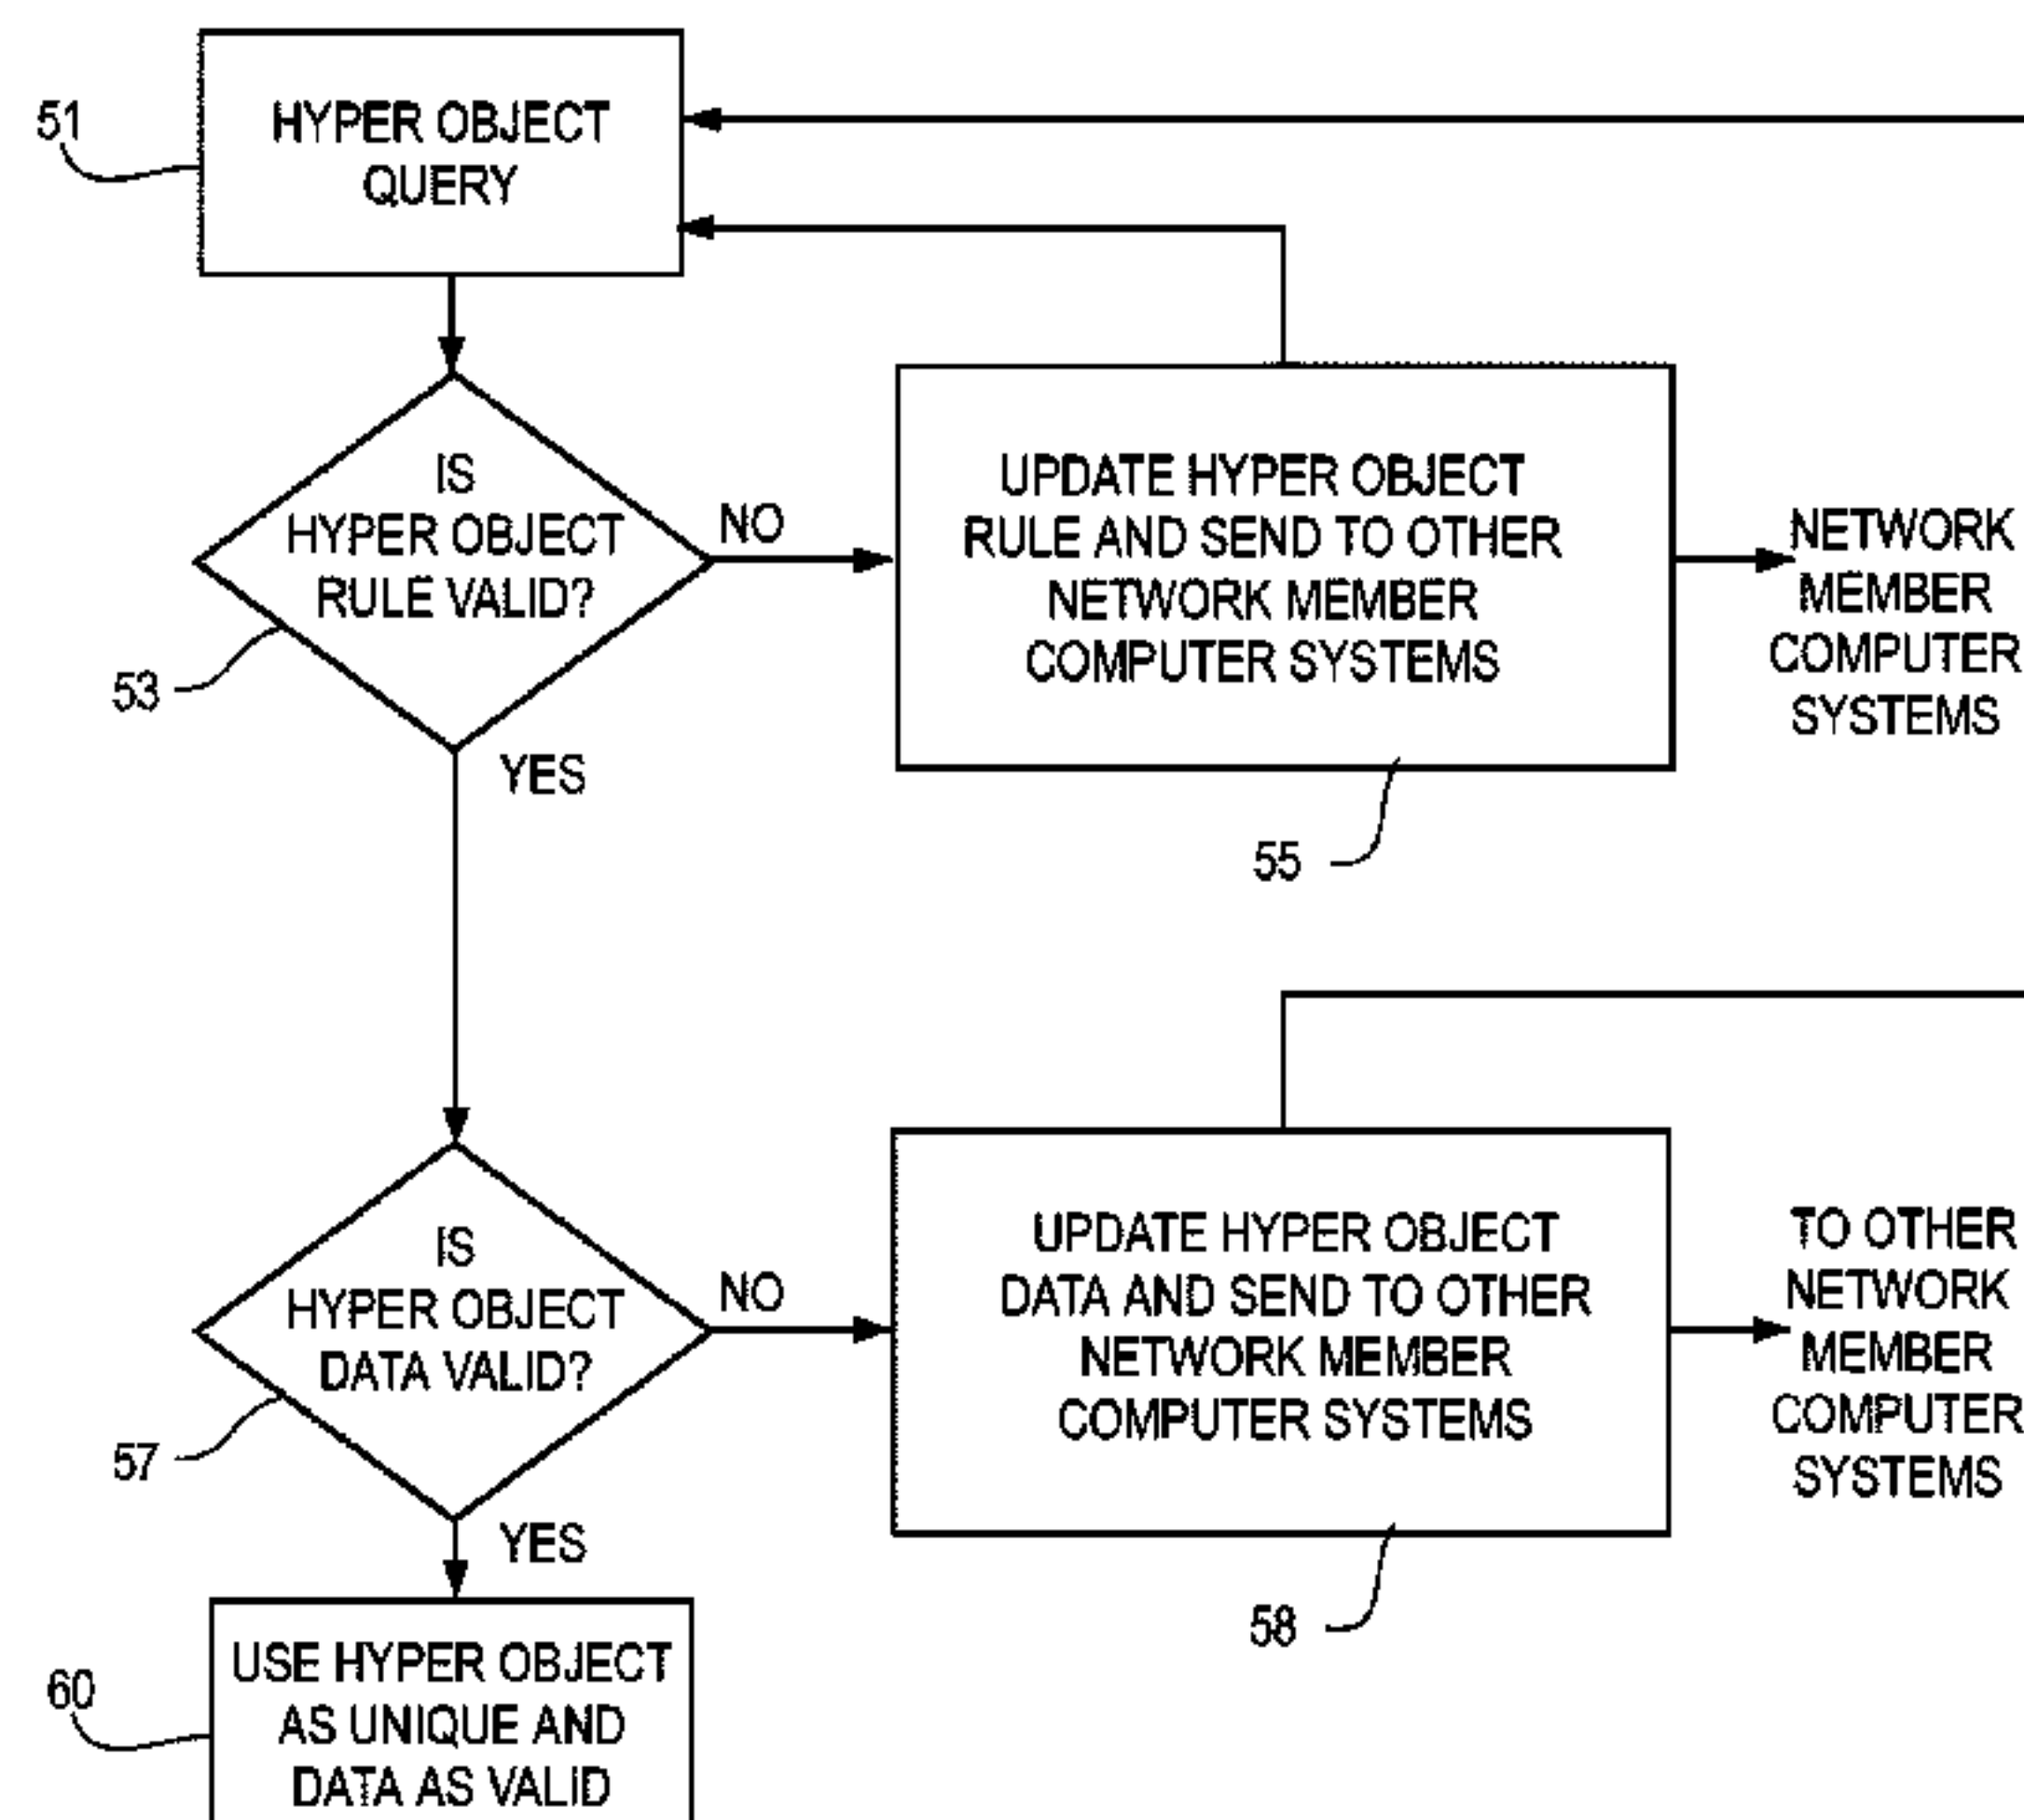 51
HYPER OBJECT
QUERY
IS
HYPER OBJECT
RULE VALID?
53
NO
YES
UPDATE HYPER OBJECT
RULE AND SEND TO OTHER
NETWORK MEMBER
COMPUTER SYSTEMS
55
NETWORK
MEMBER
COMPUTER
SYSTEMS
IS
HYPER OBJECT
DATA VALID?
57
NO
YES
UPDATE HYPER OBJECT
DATA AND SEND TO OTHER
NETWORK MEMBER
COMPUTER SYSTEMS
58
TO OTHER
NETWORK
MEMBER
COMPUTER
SYSTEMS
60
USE HYPER OBJECT
AS UNIQUE AND
DATA AS VALID